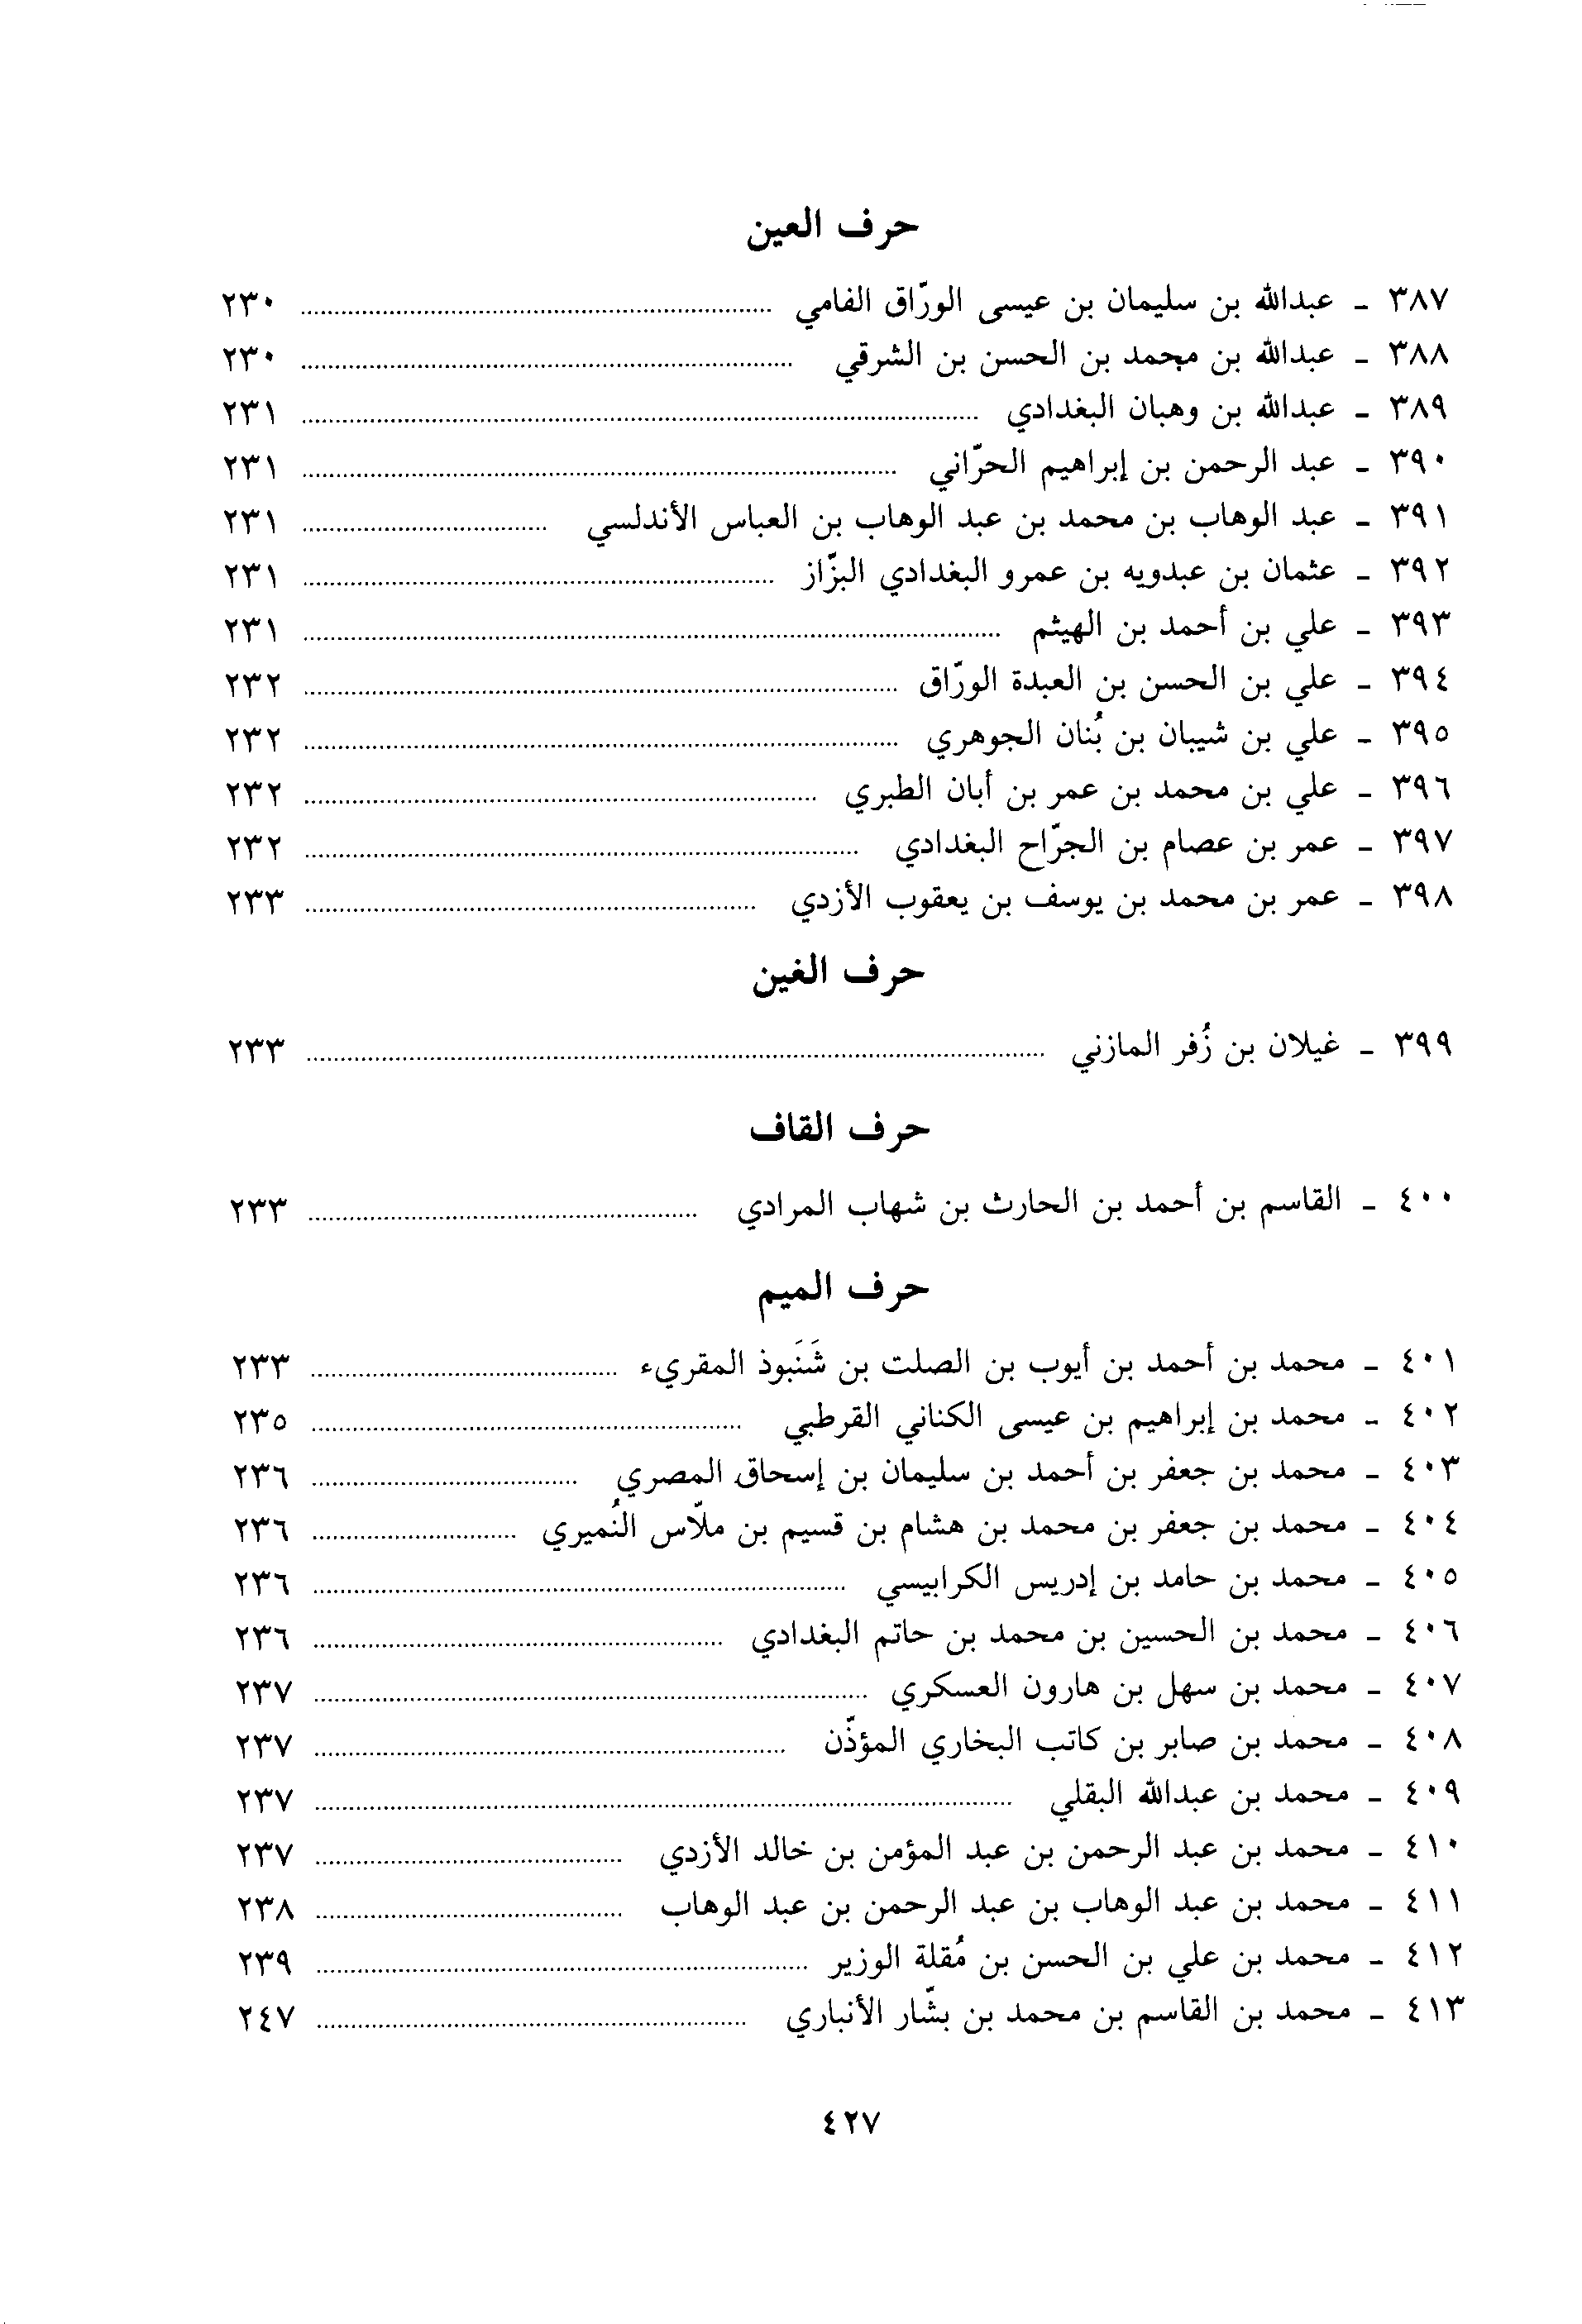 حرف العين
٣٨٧ - عبدالله بن سليمان بن عيسى الورّاق الفامي ........ ٢٣٠
٣٨٨ - عبدالله بن محمد بن الحسن بن الشرقي ........ ٢٣٠
٣٨٩ - عبدالله بن وهبان البغدادي ........ ٢٣١
٣٩٠ - عبد الرحمن بن إبراهيم الحرّاني ........ ٢٣١
٣٩١ - عبد الوهاب بن محمد بن عبد الوهاب بن العباس الأندلسي ........ ٢٣١
٣٩٢ - عثمان بن عبدويه بن عمرو البغدادي البزّاز ........ ٢٣١
٣٩٣ - علي بن أحمد بن الهيثم ........ ٢٣١
٣٩٤ - علي بن الحسن بن العبدة الورّاق ........ ٢٣٢
٣٩٥ - علي بن شيبان بن بُنان الجوهري ........ ٢٣٢
٣٩٦ - علي بن محمد بن عمر بن أبان الطبري ........ ٢٣٢
٣٩٧ - عمر بن عصام بن الجرّاح البغدادي ........ ٢٣٢
٣٩٨ - عمر بن محمد بن يوسف بن يعقوب الأزدي ........ ٢٣٣
حرف الغين
٣٩٩ - غيلان بن زُفر المازني ........ ٢٣٣
حرف القاف
٤٠٠ - القاسم بن أحمد بن الحارث بن شهاب المرادي ........ ٢٣٣
حرف الميم
٤٠١ - محمد بن أحمد بن أيوب بن الصلت بن شَنَبوذ المقريء ........ ٢٣٣
٤٠٢ - محمد بن إبراهيم بن عيسى الكناني القرطبي ........ ٢٣٥
٤٠٣ - محمد بن جعفر بن أحمد بن سليمان بن إسحاق المصري ........ ٢٣٦
٤٠٤ - محمد بن جعفر بن محمد بن هشام بن قسيم بن ملّاس النُميري ........ ٢٣٦
٤٠٥ - محمد بن حامد بن إدريس الكرابيسي ........ ٢٣٦
٤٠٦ - محمد بن الحسين بن محمد بن حاتم البغدادي ........ ٢٣٦
٤٠٧ - محمد بن سهل بن هارون العسكري ........ ٢٣٧
٤٠٨ - محمد بن صابر بن كاتب البخاري المؤذّن ........ ٢٣٧
٤٠٩ - محمد بن عبدالله البقلي ........ ٢٣٧
٤١٠ - محمد بن عبد الرحمن بن عبد المؤمن بن خالد الأزدي ........ ٢٣٧
٤١١ - محمد بن عبد الوهاب بن عبد الرحمن بن عبد الوهاب ........ ٢٣٨
٤١٢ - محمد بن علي بن الحسن بن مُقلة الوزير ........ ٢٣٩
٤١٣ - محمد بن القاسم بن محمد بن بشّار الأنباري ........ ٢٤٧
٤٢٧